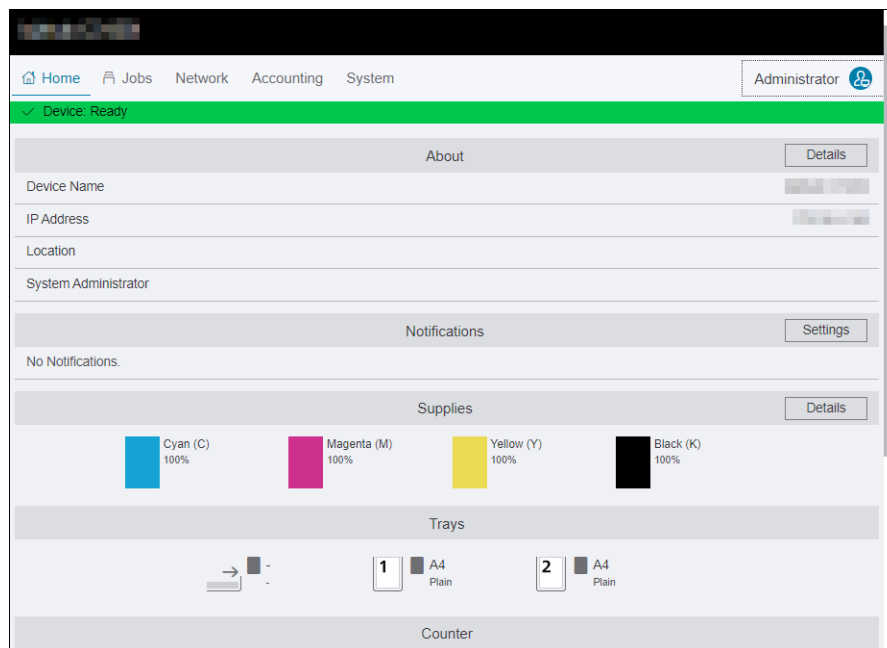 Home Jobs Network Accounting System Administrator
Device: Ready
About Details
Device Name
IP Address
Location
System Administrator
Notifications Settings
No Notifications.
Supplies Details
Cyan (C) Magenta (M) Yellow (Y) Black (K)
100% 100% 100% 100%
Trays
- 1 A4 2 A4
- Plain Plain
Counter